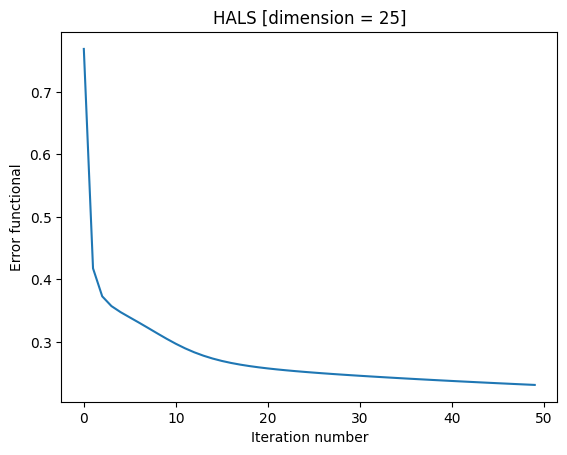 HALS [dimension = 25]
0.7
0.6
0.5
0.4
0.3
Error functional
0 10 20 30 40 50
Iteration number